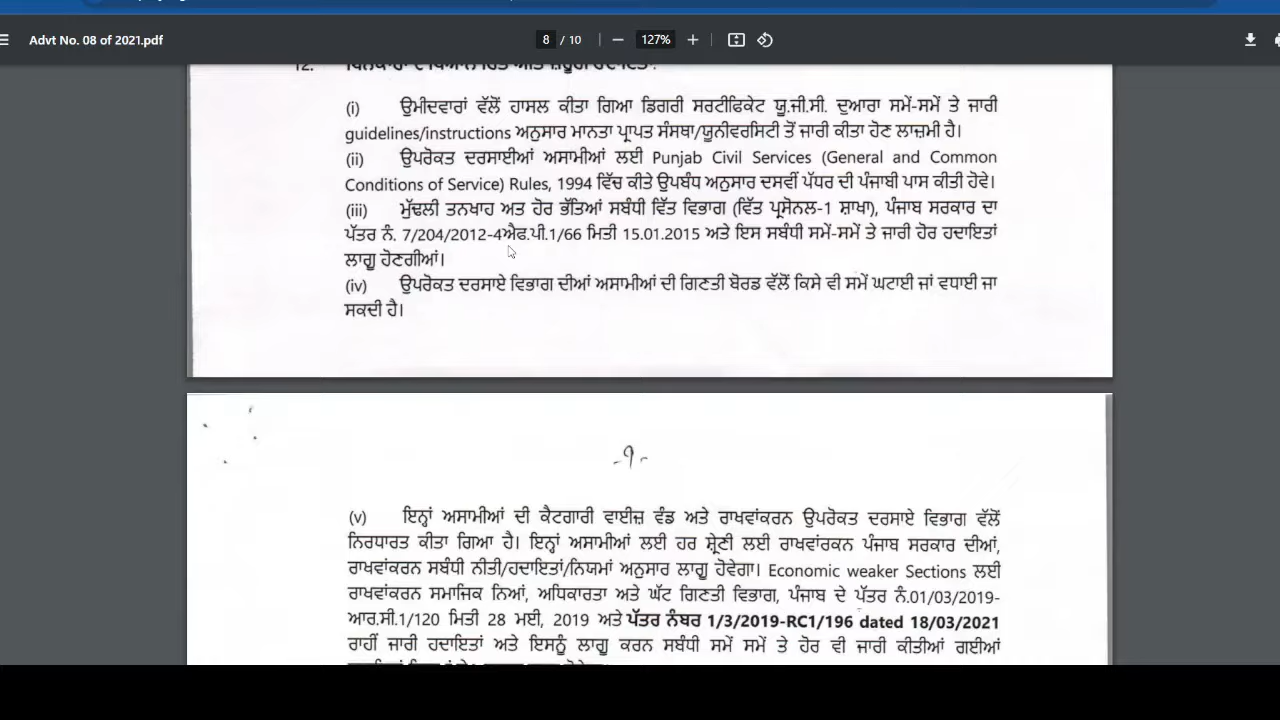 Advt No. 08 of 2021.pdf
8 / 10
127%
12.
(i) ਉਮੀਦਵਾਰਾਂ ਵੱਲੋਂ ਹਾਸਲ ਕੀਤਾ ਗਿਆ ਡਿਗਰੀ ਸਰਟੀਫਿਕੇਟ ਯੂ.ਜੀ.ਸੀ. ਦੁਆਰਾ ਸਮੇਂ-ਸਮੇਂ ਤੇ ਜਾਰੀ
guidelines/instructions ਅਨੁਸਾਰ ਮਾਨਤਾ ਪ੍ਰਾਪਤ ਸੰਸਥਾ/ਯੂਨੀਵਰਸਿਟੀ ਤੋਂ ਜਾਰੀ ਕੀਤਾ ਹੋਣ ਲਾਜ਼ਮੀ ਹੈ।
(ii) ਉਪਰੋਕਤ ਦਰਸਾਈਆਂ ਅਸਾਮੀਆਂ ਲਈ Punjab Civil Services (General and Common
Conditions of Service) Rules, 1994 ਵਿੱਚ ਕੀਤੇ ਉਪਬੰਧ ਅਨੁਸਾਰ ਦਸਵੀਂ ਪੱਧਰ ਦੀ ਪੰਜਾਬੀ ਪਾਸ ਕੀਤੀ ਹੋਵੇ।
(iii) ਮੁੱਢਲੀ ਤਨਖਾਹ ਅਤ ਹੋਰ ਭੱਤਿਆਂ ਸਬੰਧੀ ਵਿੱਤ ਵਿਭਾਗ (ਵਿੱਤ ਪ੍ਰਸੋਨਲ-1 ਸ਼ਾਖਾ), ਪੰਜਾਬ ਸਰਕਾਰ ਦਾ
ਪੱਤਰ ਨੰ. 7/204/2012-4ਐਫ.ਪੀ.1/66 ਮਿਤੀ 15.01.2015 ਅਤੇ ਇਸ ਸਬੰਧੀ ਸਮੇਂ-ਸਮੇਂ ਤੇ ਜਾਰੀ ਹੋਰ ਹਦਾਇਤਾਂ
ਲਾਗੂ ਹੋਣਗੀਆਂ।
(iv) ਉਪਰੋਕਤ ਦਰਸਾਏ ਵਿਭਾਗ ਦੀਆਂ ਅਸਾਮੀਆਂ ਦੀ ਗਿਣਤੀ ਬੋਰਡ ਵੱਲੋਂ ਕਿਸੇ ਵੀ ਸਮੇਂ ਘਟਾਈ ਜਾਂ ਵਧਾਈ ਜਾ
ਸਕਦੀ ਹੈ।
-9-
(v) ਇਨ੍ਹਾਂ ਅਸਾਮੀਆਂ ਦੀ ਕੈਟਗਾਰੀ ਵਾਈਜ਼ ਵੰਡ ਅਤੇ ਰਾਖਵਾਂਕਰਨ ਉਪਰੋਕਤ ਦਰਸਾਏ ਵਿਭਾਗ ਵੱਲੋਂ
ਨਿਰਧਾਰਤ ਕੀਤਾ ਗਿਆ ਹੈ। ਇਨ੍ਹਾਂ ਅਸਾਮੀਆਂ ਲਈ ਹਰ ਸ਼੍ਰੇਣੀ ਲਈ ਰਾਖਵਾਂਰਕਨ ਪੰਜਾਬ ਸਰਕਾਰ ਦੀਆਂ,
ਰਾਖਵਾਂਕਰਨ ਸਬੰਧੀ ਨੀਤੀ/ਹਦਾਇਤਾਂ/ਨਿਯਮਾਂ ਅਨੁਸਾਰ ਲਾਗੂ ਹੋਵੇਗਾ। Economic weaker Sections ਲਈ
ਰਾਖਵਾਂਕਰਨ ਸਮਾਜਿਕ ਨਿਆਂ, ਅਧਿਕਾਰਤਾ ਅਤੇ ਘੱਟ ਗਿਣਤੀ ਵਿਭਾਗ, ਪੰਜਾਬ ਦੇ ਪੱਤਰ ਨੰ.01/03/2019-
ਆਰ.ਸੀ.1/120 ਮਿਤੀ 28 ਮਈ, 2019 ਅਤੇ ਪੱਤਰ ਨੰਬਰ 1/3/2019-RC1/196 dated 18/03/2021
ਰਾਹੀਂ ਜਾਰੀ ਹਦਾਇਤਾਂ ਅਤੇ ਇਸਨੂੰ ਲਾਗੂ ਕਰਨ ਸਬੰਧੀ ਸਮੇਂ ਸਮੇਂ ਤੇ ਹੋਰ ਵੀ ਜਾਰੀ ਕੀਤੀਆਂ ਗਈਆਂ